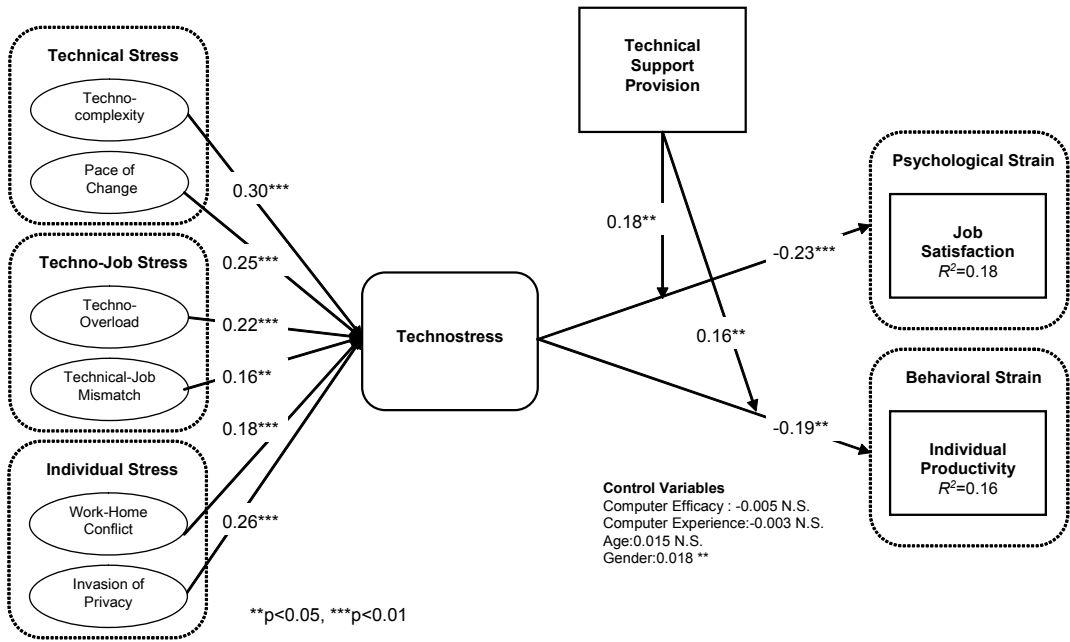 Technical Stress
Techno-
complexity
Pace of
Change
Techno-Job Stress
Techno-
Overload
Technical-Job
Mismatch
Individual Stress
Work-Home
Conflict
Invasion of
Privacy
0.30***
0.25***
0.22***
0.16**
0.18***
0.26***
Technostress
Technical
Support
Provision
0.18**
0.16**
-0.23***
-0.19**
Psychological Strain
Job
Satisfaction
R²=0.18
Behavioral Strain
Individual
Productivity
R²=0.16
Control Variables
Computer Efficacy : -0.005 N.S.
Computer Experience:-0.003 N.S.
Age:0.015 N.S.
Gender:0.018 **
**p<0.05, ***p<0.01